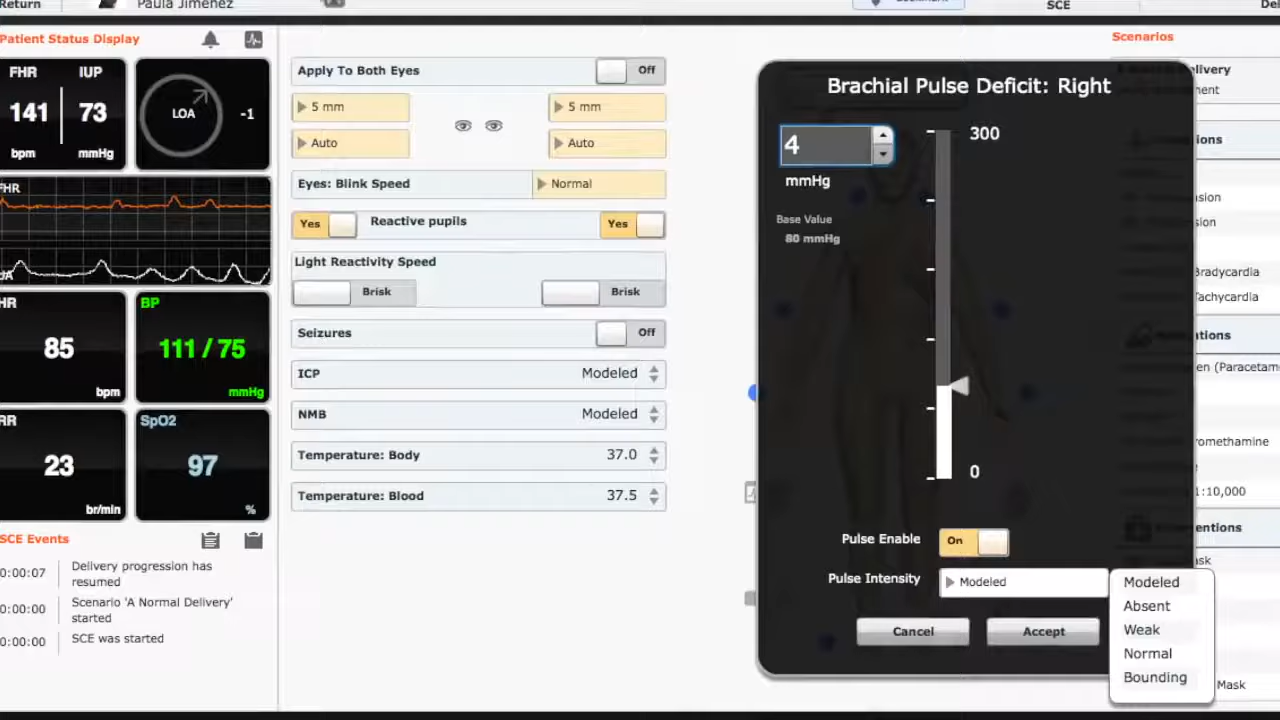 Return
Paula Jimenez
SCE
Patient Status Display
FHR
IUP
141
73
bpm
mmHg
LOA
-1
FHR
HR
85
bpm
BP
111 / 75
mmHg
RR
23
br/min
SpO2
97
%
SCE Events
0:00:07
Delivery progression has
resumed
0:00:00
Scenario 'A Normal Delivery'
started
0:00:00
SCE was started
Apply To Both Eyes
Off
5 mm
5 mm
Auto
Auto
Eyes: Blink Speed
Normal
Yes
Reactive pupils
Yes
Light Reactivity Speed
Brisk
Brisk
Seizures
Off
ICP
Modeled
NMB
Modeled
Temperature: Body
37.0
Temperature: Blood
37.5
Brachial Pulse Deficit: Right
4
mmHg
Base Value
80 mmHg
300
0
Pulse Enable
On
Pulse Intensity
Modeled
Cancel
Accept
Modeled
Absent
Weak
Normal
Bounding
Scenarios
Bradycardia
Tachycardia
(Paracetam
1:10,000
Mask